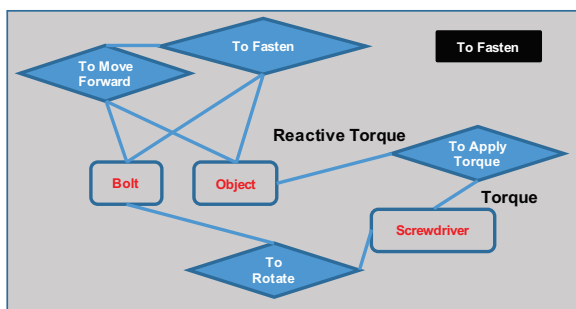 To Fasten
To Fasten
To Move
Forward
Reactive Torque
To Apply
Torque
Bolt
Object
Torque
Screwdriver
To
Rotate